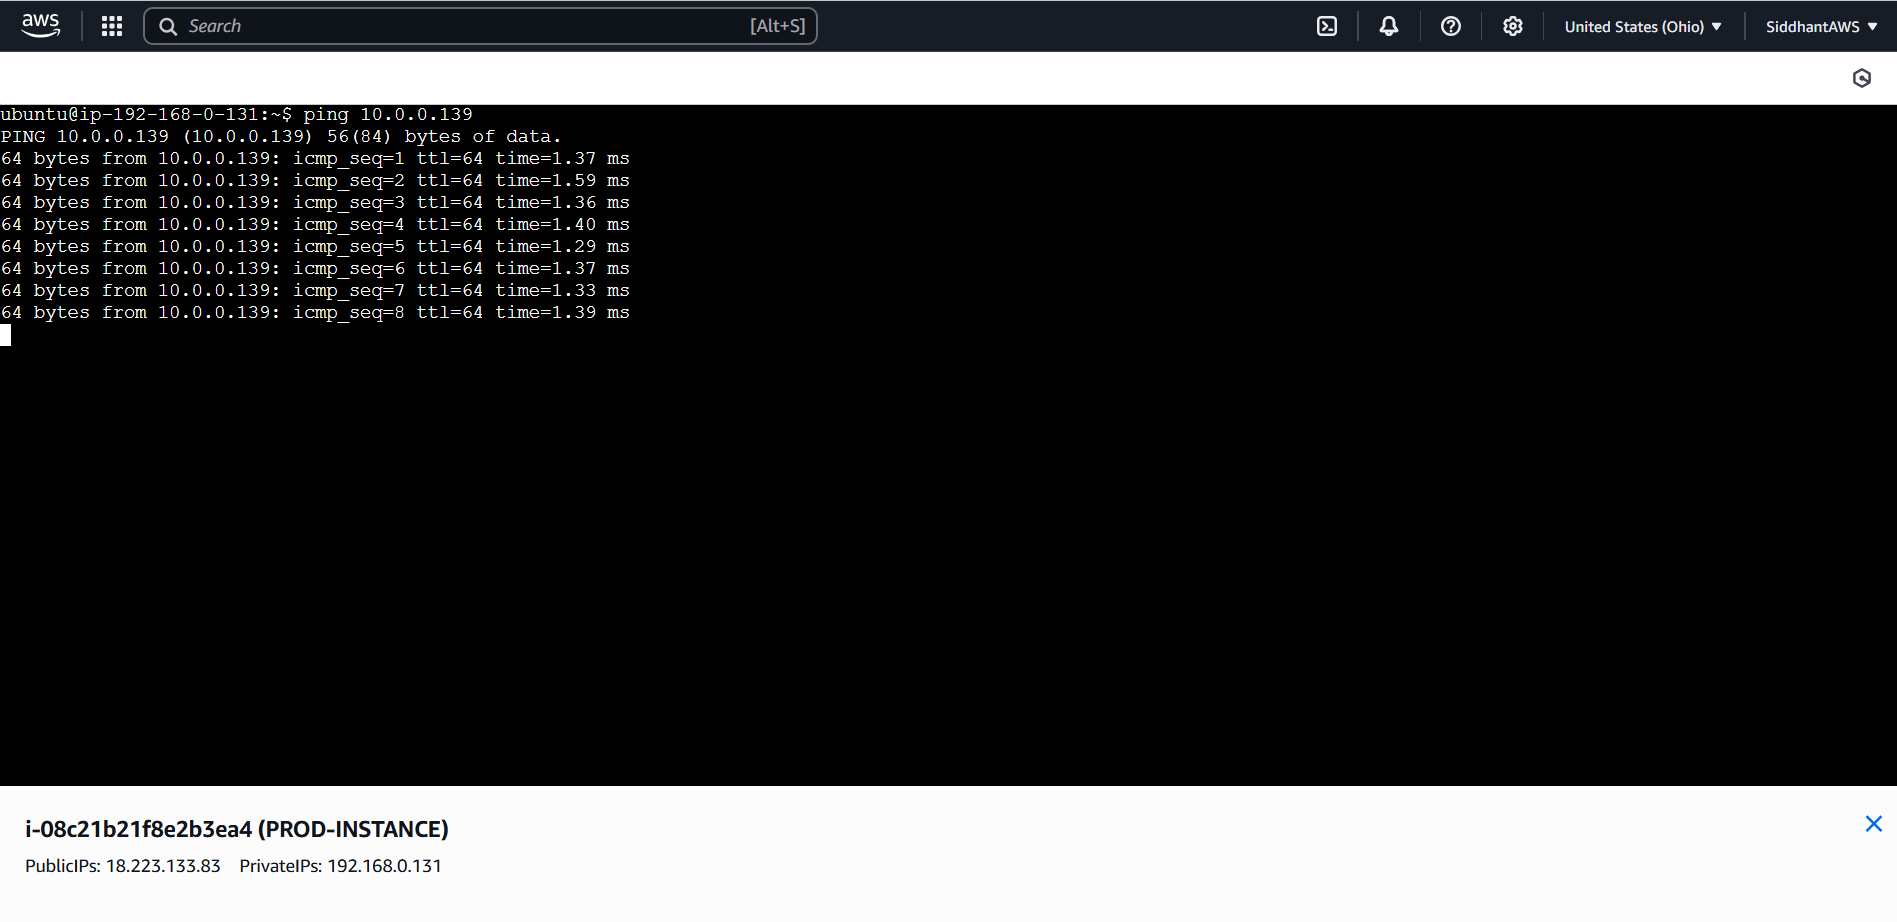 aws Search [Alt+S] United States (Ohio) SiddhantAWS
ubuntu@ip-192-168-0-131:~$ ping 10.0.0.139
PING 10.0.0.139 (10.0.0.139) 56(84) bytes of data.
64 bytes from 10.0.0.139: icmp_seq=1 ttl=64 time=1.37 ms
64 bytes from 10.0.0.139: icmp_seq=2 ttl=64 time=1.59 ms
64 bytes from 10.0.0.139: icmp_seq=3 ttl=64 time=1.36 ms
64 bytes from 10.0.0.139: icmp_seq=4 ttl=64 time=1.40 ms
64 bytes from 10.0.0.139: icmp_seq=5 ttl=64 time=1.29 ms
64 bytes from 10.0.0.139: icmp_seq=6 ttl=64 time=1.37 ms
64 bytes from 10.0.0.139: icmp_seq=7 ttl=64 time=1.33 ms
64 bytes from 10.0.0.139: icmp_seq=8 ttl=64 time=1.39 ms
i-08c21b21f8e2b3ea4 (PROD-INSTANCE)
PublicIPs: 18.223.133.83 PrivateIPs: 192.168.0.131